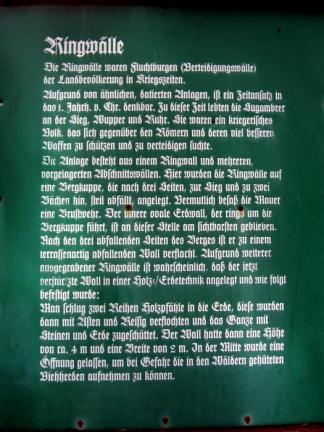 Ringwälle
Die Ringwälle waren Fluchtburgen (Verteidigungswälle)
der Landbevölkerung in Kriegszeiten.
Aufgrund von ähnlichen, datierten Anlagen, ist ein Zeitansatz in
das 1. Jahrh. v. Chr. denkbar. Zu dieser Zeit lebten die Sugambrer
an der Sieg, Wupper und Ruhr. Sie waren ein kriegerisches
Volk, das sich gegenüber den Römern und deren viel besseren
Waffen zu schützen und zu verteidigen suchte.
Die Anlage besteht aus einem Ringwall und mehreren,
vorgelagerten Abschnittswällen. Hier wurden die Ringwälle auf
eine Bergkuppe, die nach drei Seiten, zur Sieg und zu zwei
Bächen hin, steil abfällt, angelegt. Vermutlich besaß die Mauer
eine Brustwehr. Der innere ovale Erdwall, der rings um die
Bergkuppe führt, ist an dieser Stelle am sichtbarsten geblieben.
Nach den drei abfallenden Seiten des Berges ist er zu einem
terrassenartig abfallenden Wall verflacht. Aufgrund weiterer
ausgegrabener Ringwälle ist wahrscheinlich, daß der jetzt
verstürzte Wall in einer Holz-/Erdetechnik angelegt und wie folgt
befestigt wurde:
Man schlug zwei Reihen Holzpfähle in die Erde, diese wurden
dann mit Ästen und Reisig verflochten und das Ganze mit
Steinen und Erde zugeschüttet. Der Wall hatte dann eine Höhe
von ca. 4 m und eine Breite von 2 m. In der Mitte wurde eine
Öffnung gelassen, um bei Gefahr die in den Wäldern gehüteten
Viehherden aufnehmen zu können.